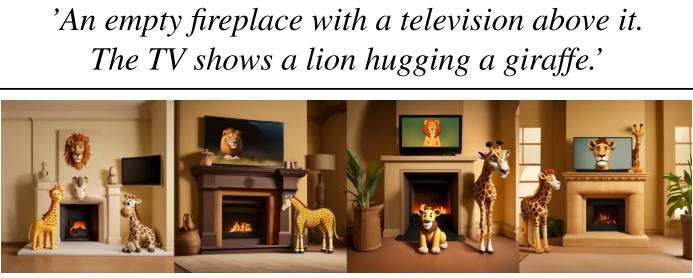 ’An empty fireplace with a television above it.
The TV shows a lion hugging a giraffe.’